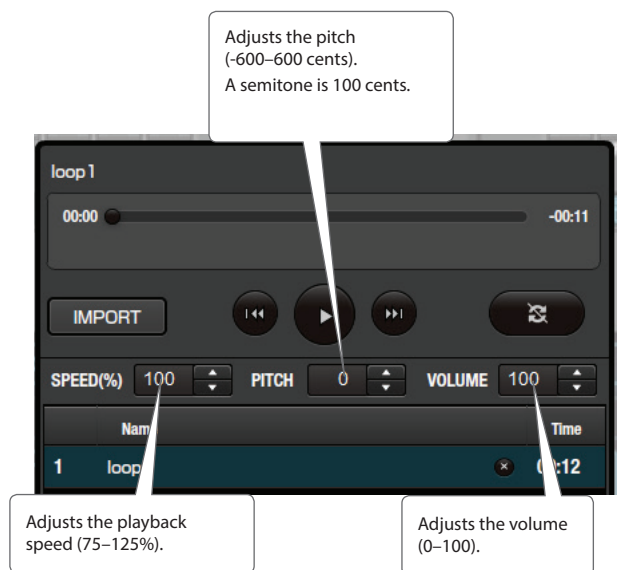 Adjusts the pitch
(-600–600 cents).
A semitone is 100 cents.
loop1
00:00 -00:11
IMPORT
SPEED(%) 100 PITCH 0 VOLUME 100
Time
1 loop
Adjusts the playback
speed (75–125%).
Adjusts the volume
(0–100).